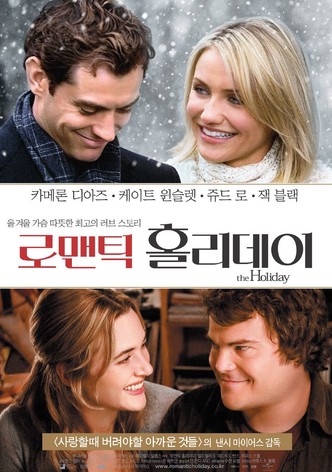 카메론 디아즈 • 케이트 윈슬렛 • 쥬드 로 • 잭 블랙
올 겨울 가슴 따뜻한 최고의 러브 스토리
로맨틱 홀리데이
the Holiday
<사랑할때 버려야할 아까운 것들>의 낸시 마이어스 감독